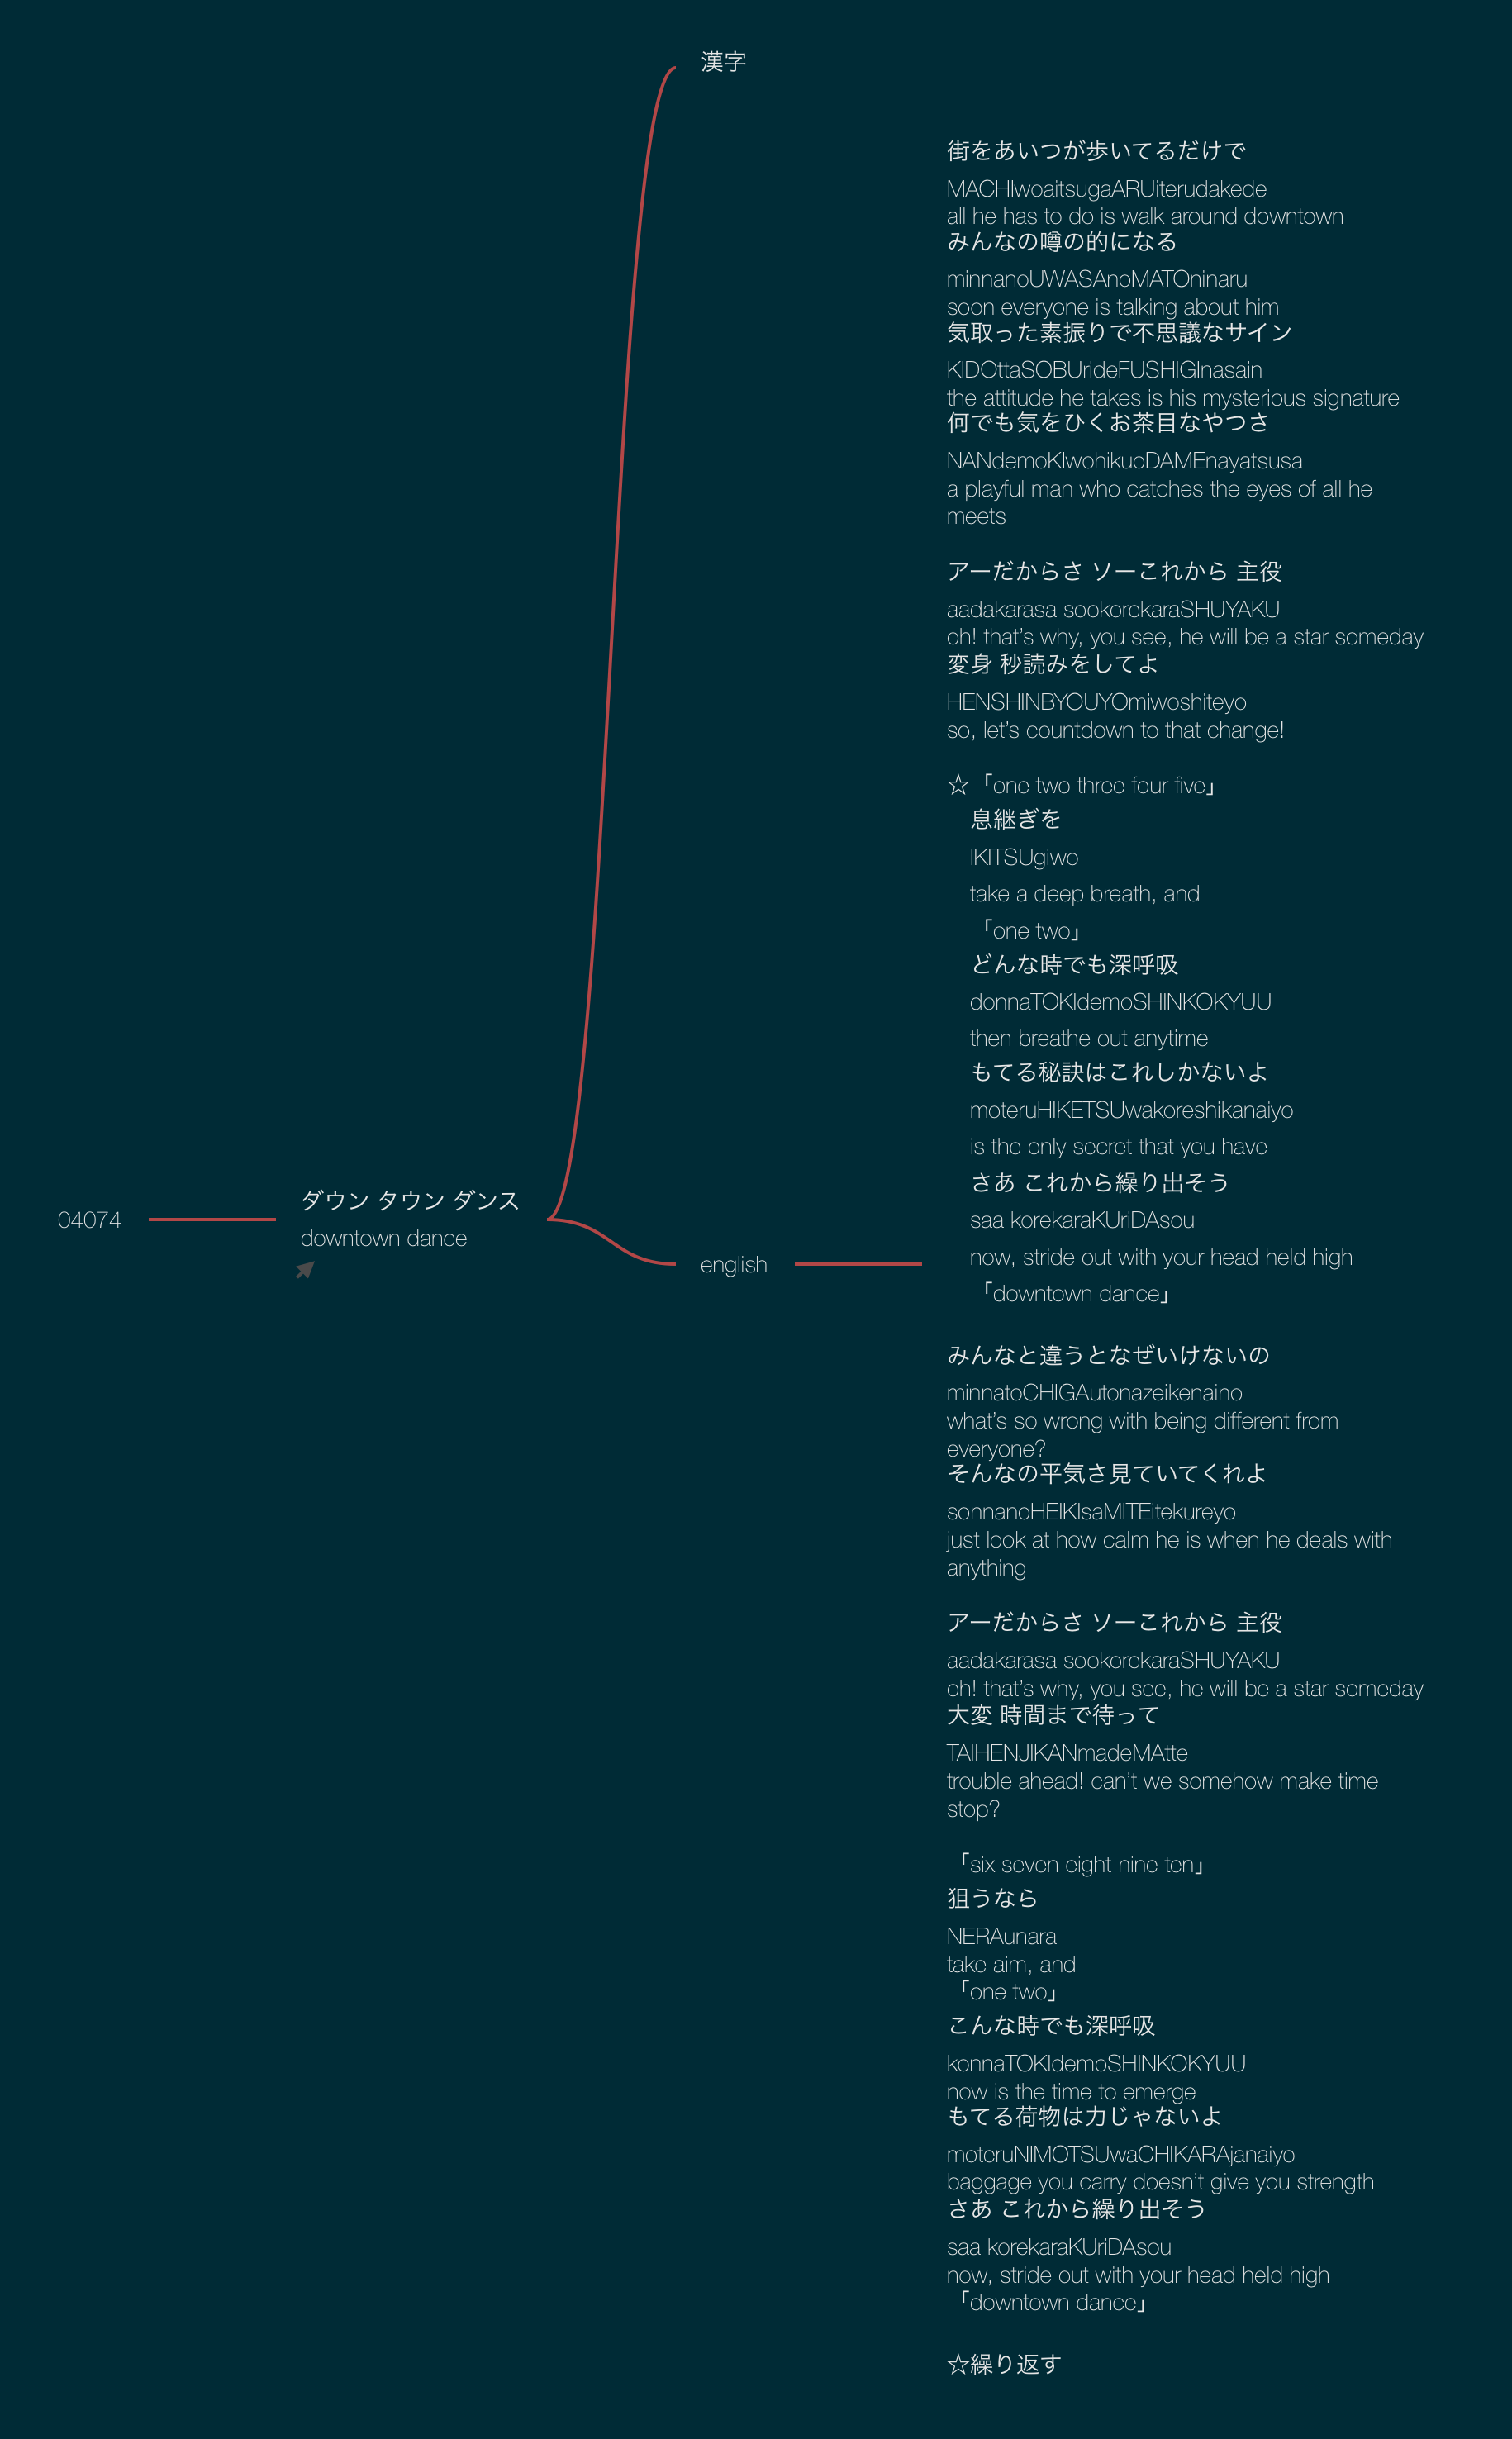 漢字
04074
ダウン タウン ダンス
downtown dance
english
街をあいつが歩いてるだけで
MACHIwoaitsugaARUiterudakede
all he has to do is walk around downtown
みんなの噂の的になる
minnanoUWASAnoMATOninaru
soon everyone is talking about him
気取った素振りで不思議なサイン
KIDOttaSOBUrideFUSHIGInasain
the attitude he takes is his mysterious signature
何でも気をひくお茶目なやつさ
NANdemoKIwohikuoDAMEnayatsusa
a playful man who catches the eyes of all he
meets
アーだからさ ソーこれから 主役
aadakarasa sookorekaraSHUYAKU
oh! that’s why, you see, he will be a star someday
変身 秒読みをしてよ
HENSHINBYOUYOmiwoshiteyo
so, let’s countdown to that change!
☆「one two three four five」
息継ぎを
IKITSUgiwo
take a deep breath, and
「one two」
どんな時でも深呼吸
donnaTOKIdemoSHINKOKYUU
then breathe out anytime
もてる秘訣はこれしかないよ
moteruHIKETSUwakoreshikanaiyo
is the only secret that you have
さあ これから繰り出そう
saa korekaraKUriDAsou
now, stride out with your head held high
「downtown dance」
みんなと違うとなぜいけないの
minnatoCHIGAutonazeikenaino
what’s so wrong with being different from
everyone?
そんなの平気さ見ていてくれよ
sonnanoHEIKIsaMITEitekureyo
just look at how calm he is when he deals with
anything
アーだからさ ソーこれから 主役
aadakarasa sookorekaraSHUYAKU
oh! that’s why, you see, he will be a star someday
大変 時間まで待って
TAIHENJIKANmadeMAtte
trouble ahead! can’t we somehow make time
stop?
「six seven eight nine ten」
狙うなら
NERAunara
take aim, and
「one two」
こんな時でも深呼吸
konnaTOKIdemoSHINKOKYUU
now is the time to emerge
もてる荷物は力じゃないよ
moteruNIMOTSUwaCHIKARAjanaiyo
baggage you carry doesn’t give you strength
さあ これから繰り出そう
saa korekaraKUriDAsou
now, stride out with your head held high
「downtown dance」
☆繰り返す